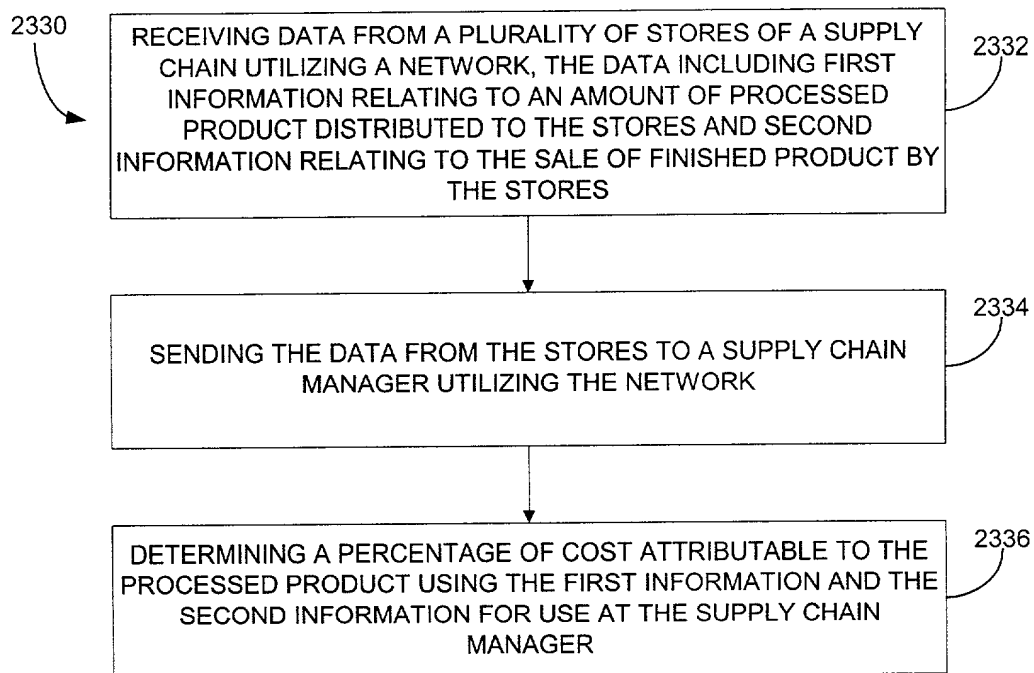 2330
RECEIVING DATA FROM A PLURALITY OF STORES OF A SUPPLY
CHAIN UTILIZING A NETWORK, THE DATA INCLUDING FIRST
INFORMATION RELATING TO AN AMOUNT OF PROCESSED
PRODUCT DISTRIBUTED TO THE STORES AND SECOND
INFORMATION RELATING TO THE SALE OF FINISHED PRODUCT BY
THE STORES
2332
SENDING THE DATA FROM THE STORES TO A SUPPLY CHAIN
MANAGER UTILIZING THE NETWORK
2334
DETERMINING A PERCENTAGE OF COST ATTRIBUTABLE TO THE
PROCESSED PRODUCT USING THE FIRST INFORMATION AND THE
SECOND INFORMATION FOR USE AT THE SUPPLY CHAIN
MANAGER
2336